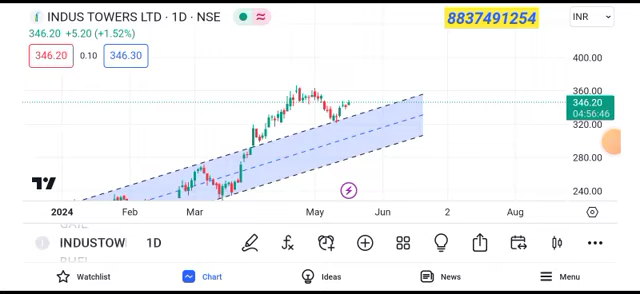 INDUS TOWERS LTD · 1D · NSE
8837491254
INR
346.20 +5.20 (+1.52%)
346.20 0.10 346.30
400.00
360.00
346.20
04:56:46
320.00
280.00
240.00
2024 Feb Mar May Jun 2 Aug
INDUSTOW 1D
Watchlist Chart Ideas News Menu